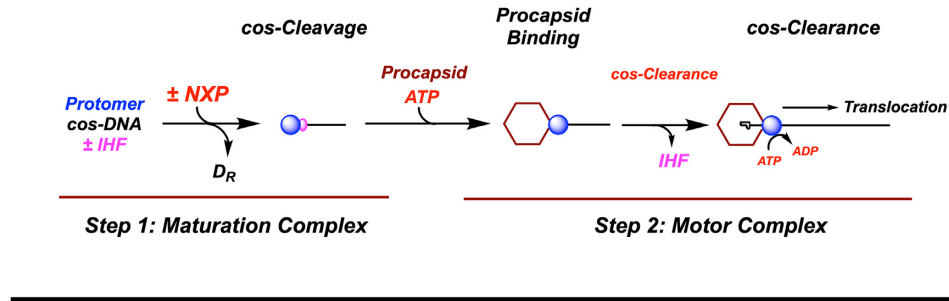 cos-Cleavage
Procapsid
Binding
cos-Clearance
Protomer
cos-DNA
± IHF
± NXP
D_R
Procapsid
ATP
cos-Clearance
IHF
ATP
ADP
Translocation
Step 1: Maturation Complex
Step 2: Motor Complex